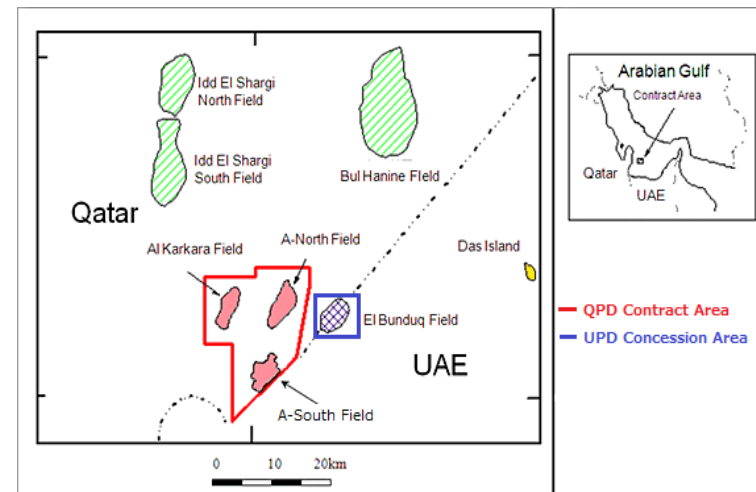 Idd El Shargi
North Field
Idd El Shargi
South Field
Bul Hanine FIeld
Qatar
A-North Field
Al Karkara Field
Das Island
El Bunduq Field
UAE
A-South Field
0 10 20km
Arabian Gulf
Contract Area
Qatar
UAE
QPD Contract Area
UPD Concession Area